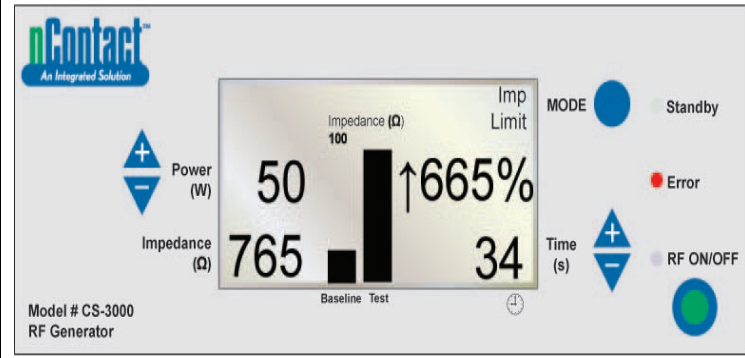 nContact™
An Integrated Solution
Imp
Limit
Impedance (Ω)
100
MODE
Standby
+
Power
(W)
50
↑665%
Error
−
Impedance
(Ω)
765
34
Time
(s)
+
−
RF ON/OFF
Baseline Test
Model # CS-3000
RF Generator